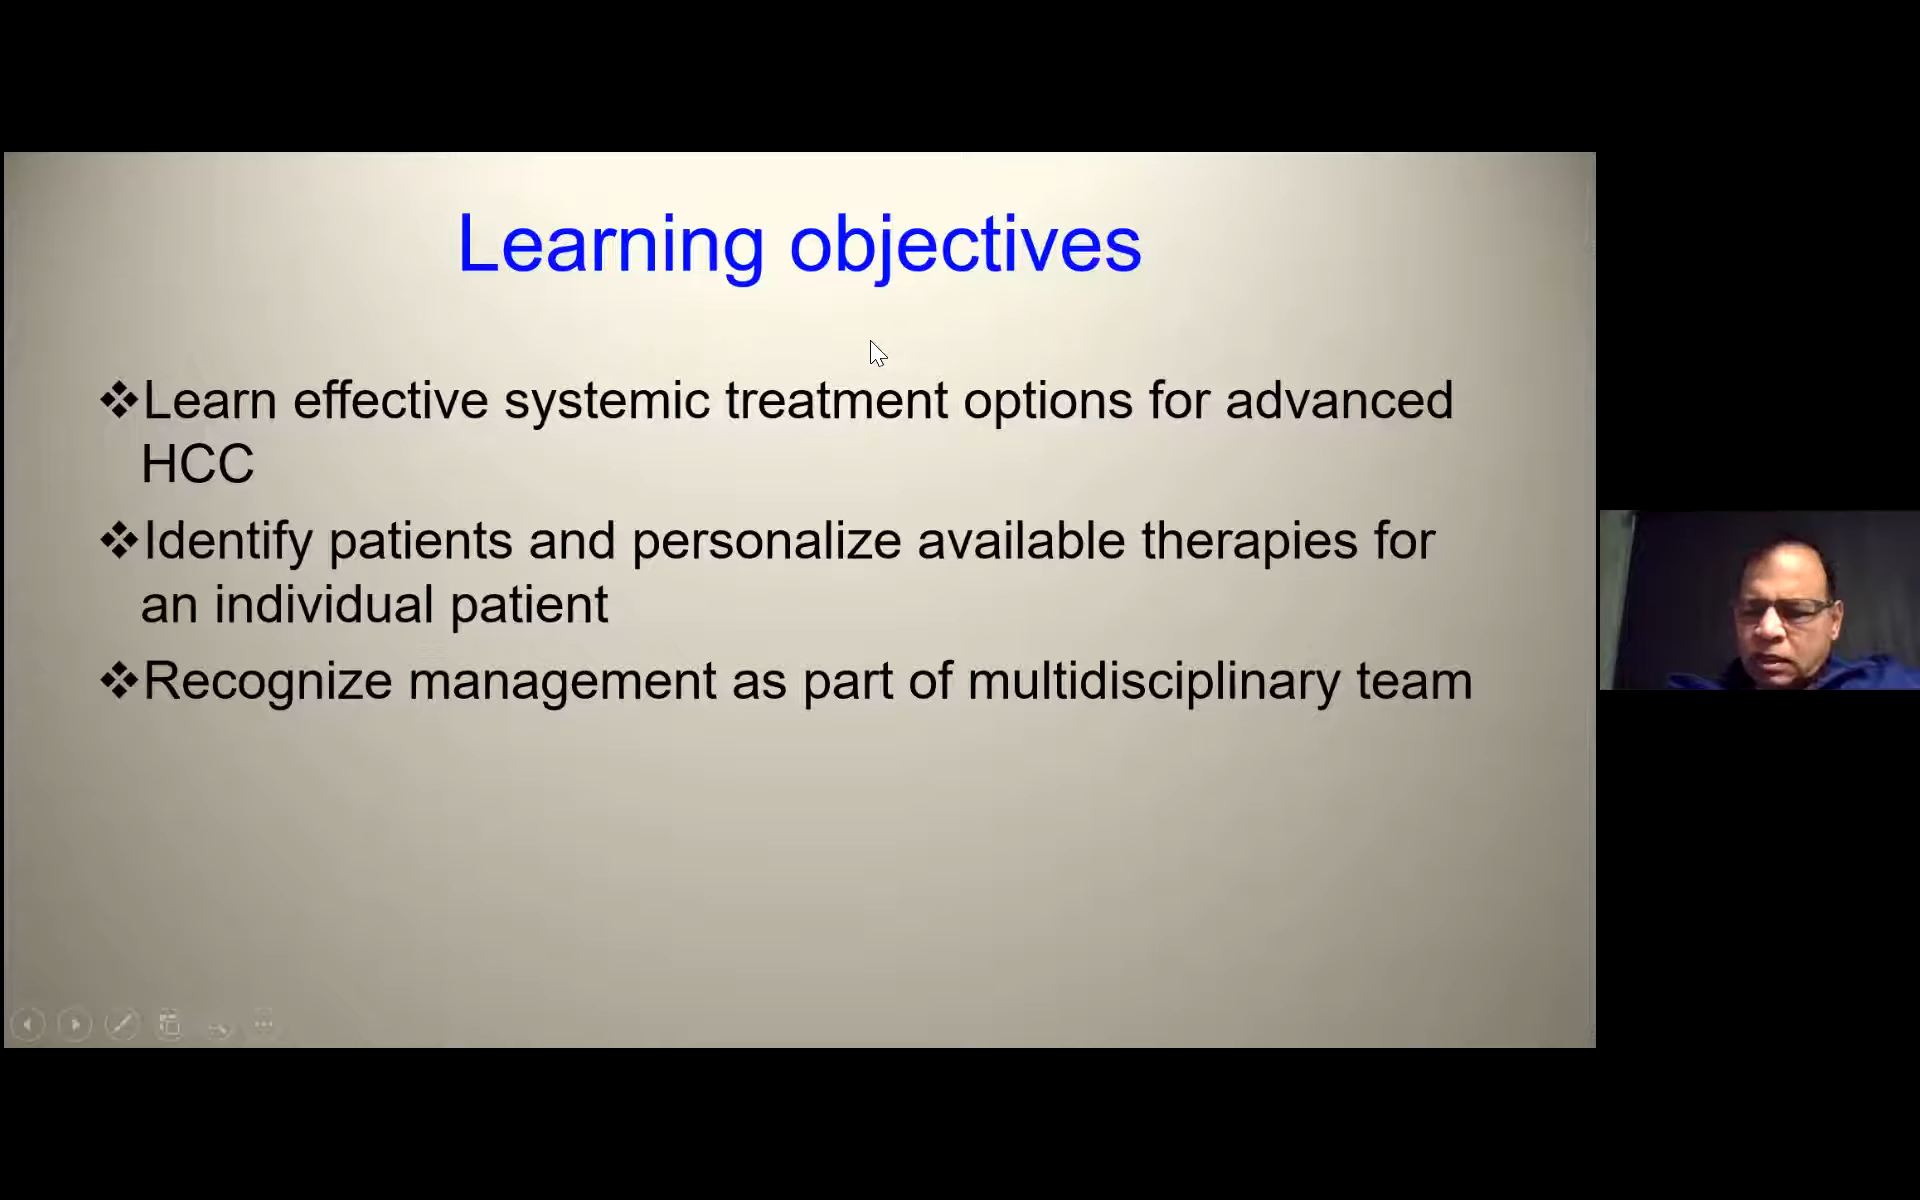 Learning objectives
❖Learn effective systemic treatment options for advanced
HCC
❖Identify patients and personalize available therapies for
an individual patient
❖Recognize management as part of multidisciplinary team